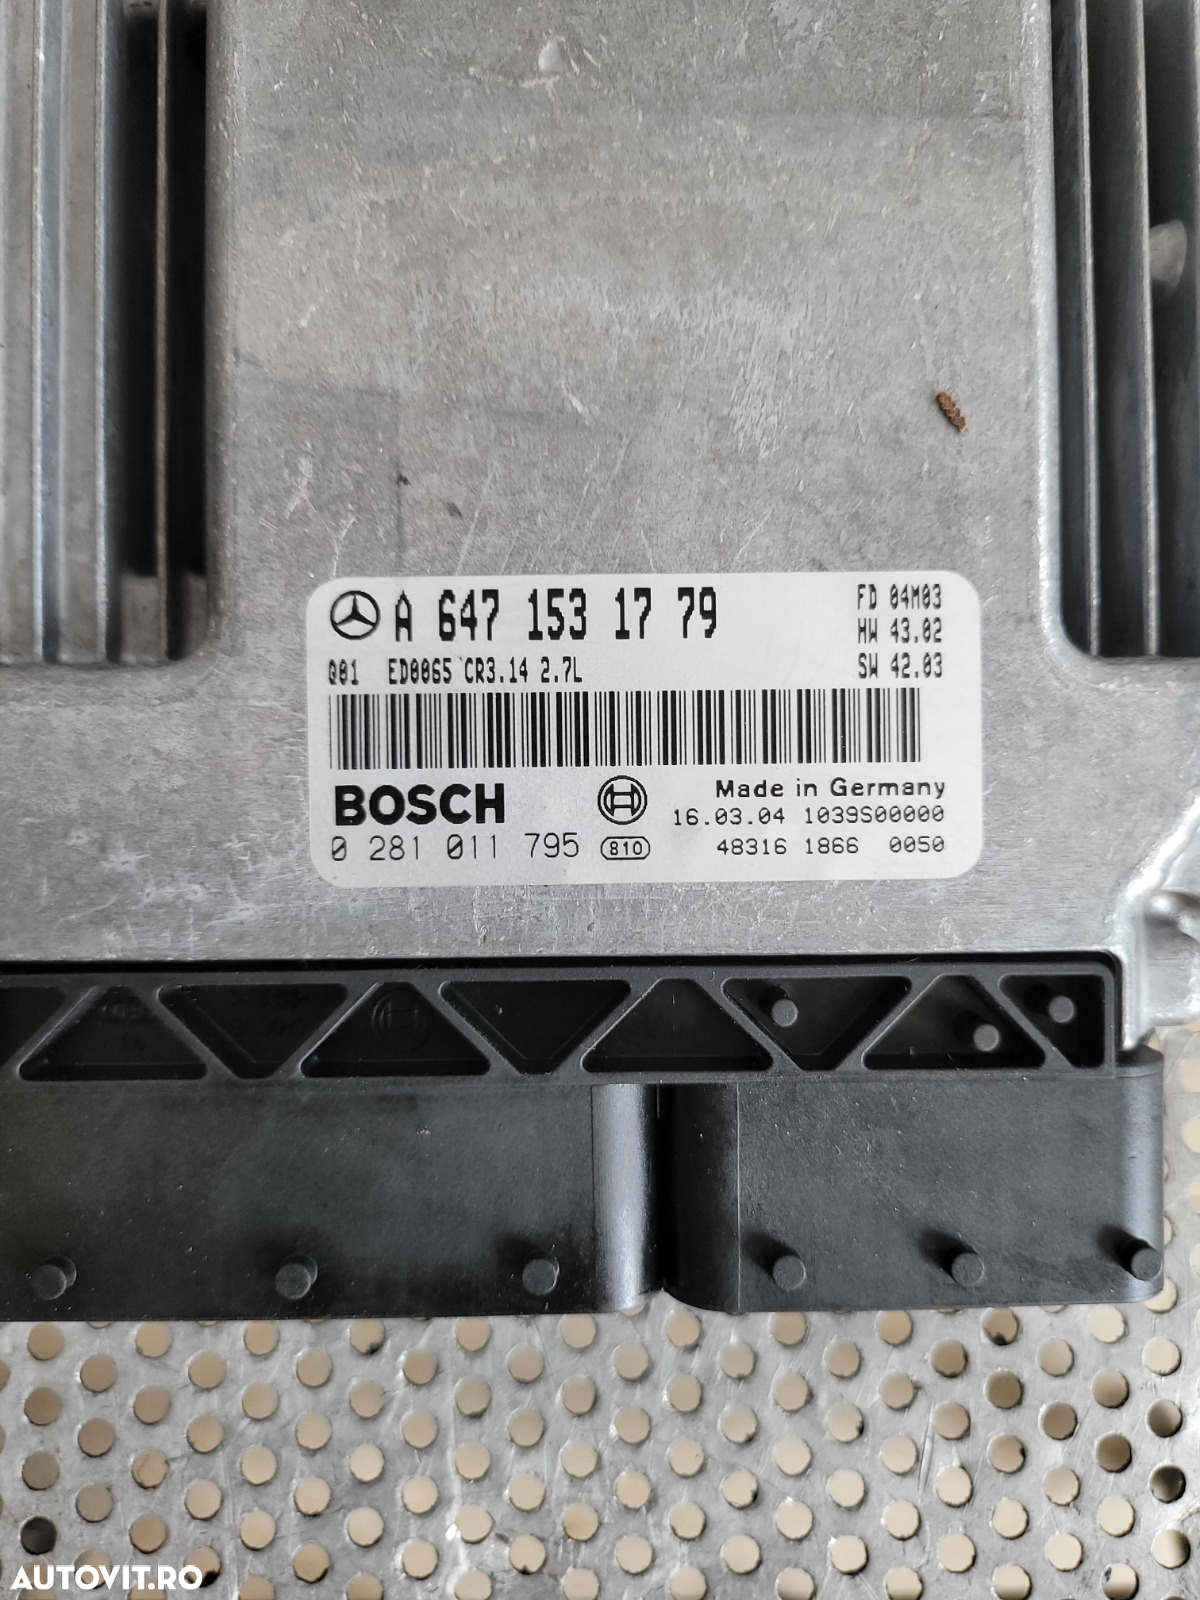 A 647 153 17 79
FD 04M03
HW 43.02
Q01 ED0065 CR3.14 2.7L
SW 42.03
BOSCH
Made in Germany
16.03.04 1039S00000
0 281 011 795 810
48316 1866 0050
AUTOVIT.RO